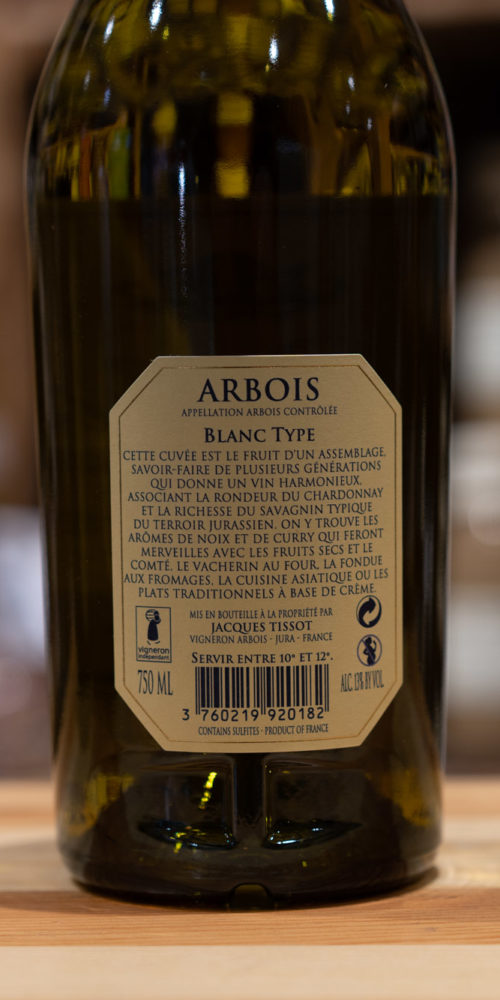 ARBOIS
APPELLATION ARBOIS CONTRÔLÉE
BLANC TYPE
CETTE CUVÉE EST LE FRUIT D'UN ASSEMBLAGE,
SAVOIR-FAIRE DE PLUSIEURS GÉNÉRATIONS
QUI DONNE UN VIN HARMONIEUX,
ASSOCIANT LA RONDEUR DU CHARDONNAY
ET LA RICHESSE DU SAVAGNIN TYPIQUE
DU TERROIR JURASSIEN. ON Y TROUVE LES
ARÔMES DE NOIX ET DE CURRY QUI FERONT
MERVEILLES AVEC LES FRUITS SECS ET LE
COMTÉ, LE VACHERIN AU FOUR, LA FONDUE
AUX FROMAGES, LA CUISINE ASIATIQUE OU LES
PLATS TRADITIONNELS À BASE DE CRÈME.
MIS EN BOUTEILLE À LA PROPRIÉTÉ PAR
JACQUES TISSOT
VIGNERON ARBOIS - JURA - FRANCE
vigneron
indépendant
SERVIR ENTRE 10° ET 12°.
750 ML
ALC. 13% BY VOL.
3 760219 920182
CONTAINS SULFITES - PRODUCT OF FRANCE